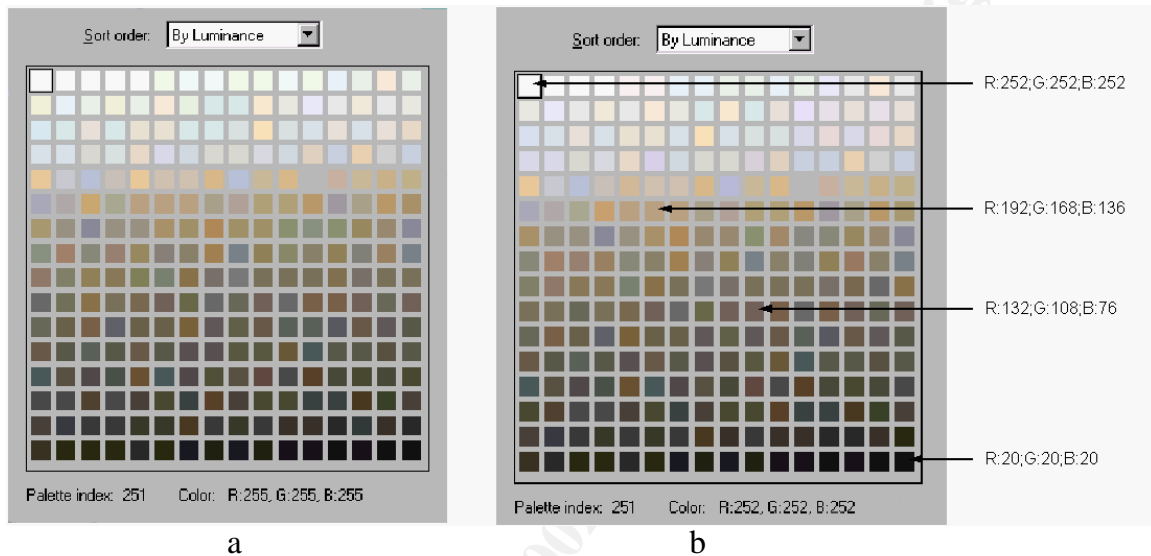 Sort order: By Luminance
Palette index: 251 Color: R:255, G:255, B:255
a
Sort order: By Luminance
R:252;G:252;B:252
R:192;G:168;B:136
R:132;G:108;B:76
R:20;G:20;B:20
Palette index: 251 Color: R:252, G:252, B:252
b